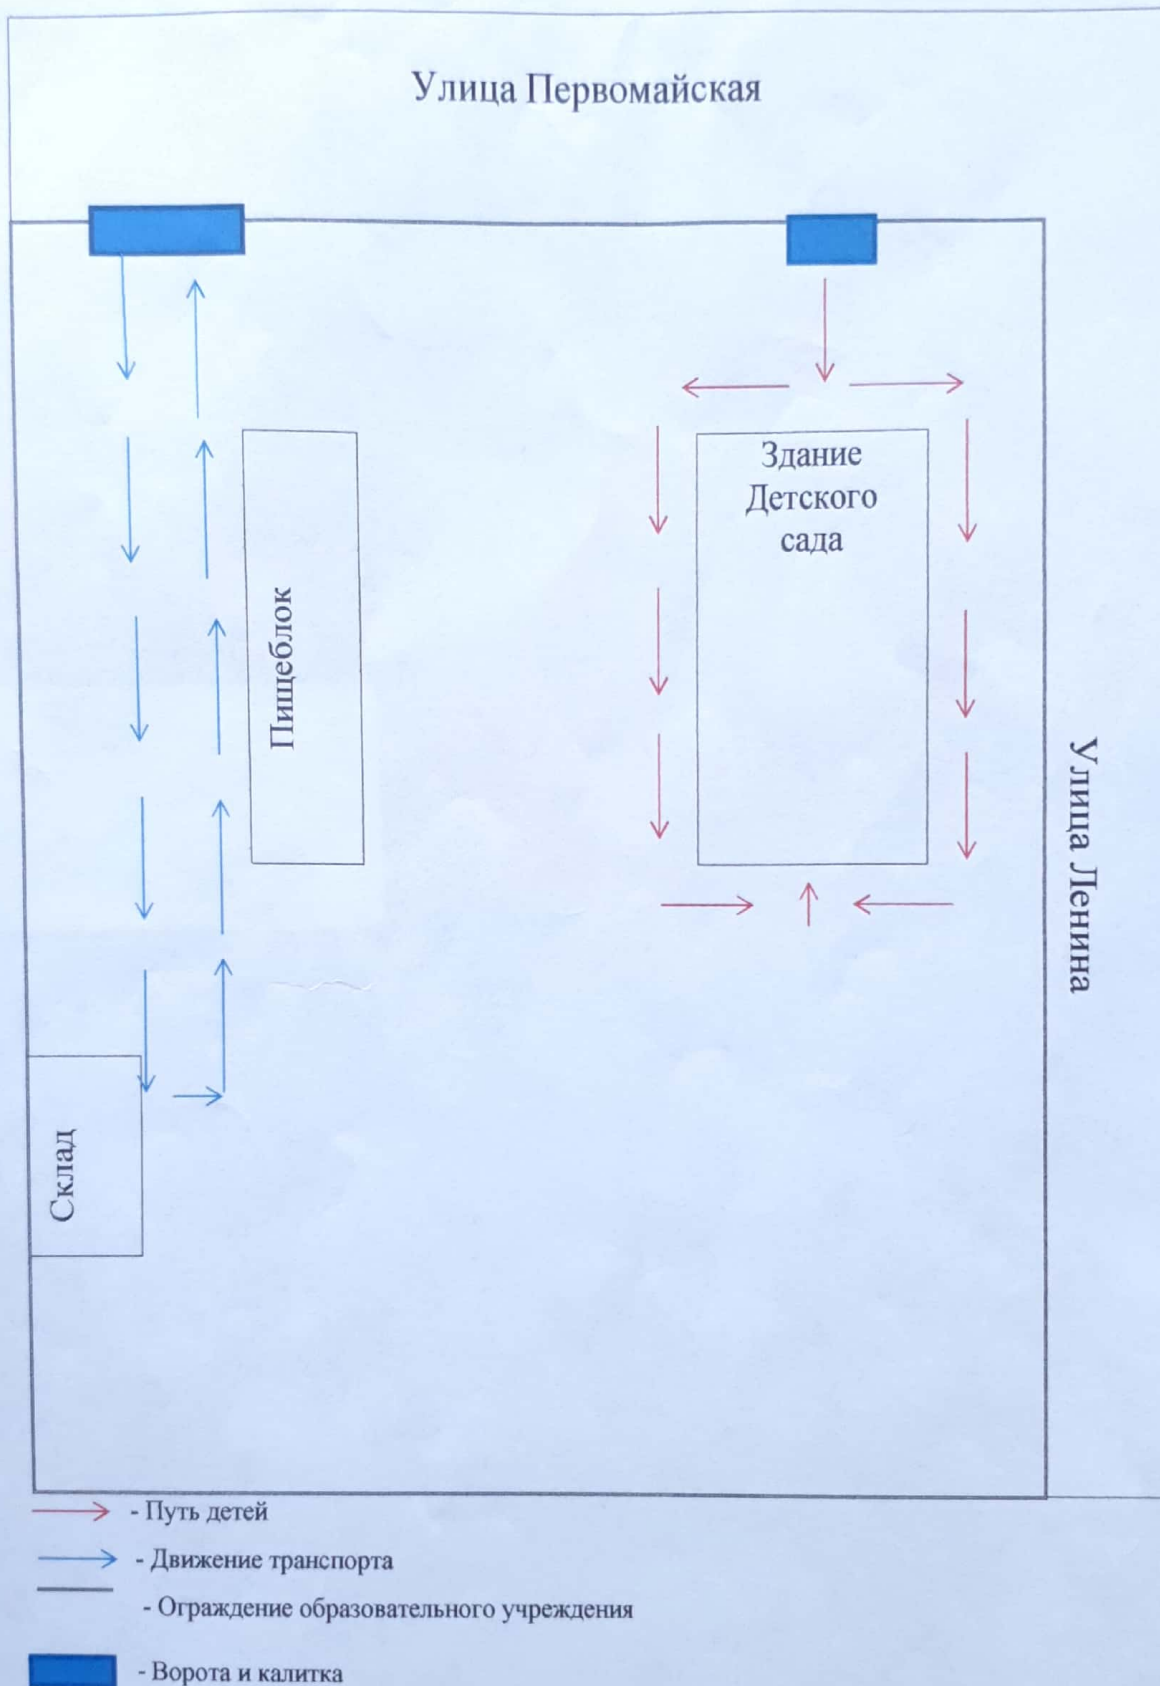 Улица Первомайская
Здание
Детского
сада
Пищеблок
Улица Ленина
Склад
- Путь детей
- Движение транспорта
- Ограждение образовательного учреждения
- Ворота и калитка